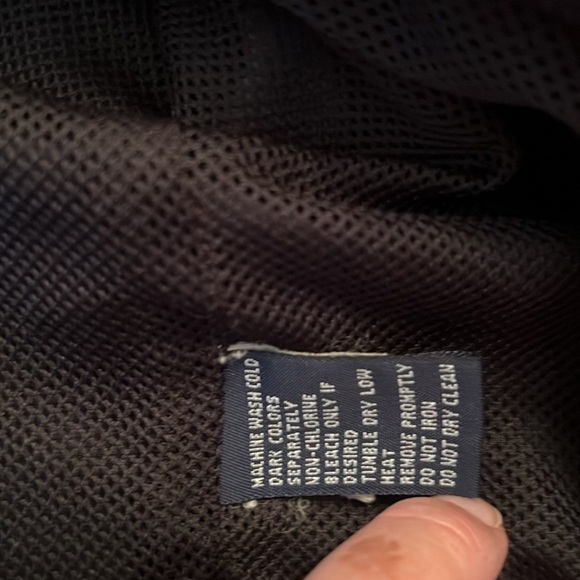 MACHINE WASH COLD
DARK COLORS
SEPARATELY
NON-CHLORINE
BLEACH ONLY IF
DESIRED
TUMBLE DRY LOW
HEAT
REMOVE PROMPTLY
DO NOT IRON
DO NOT DRY CLEAN